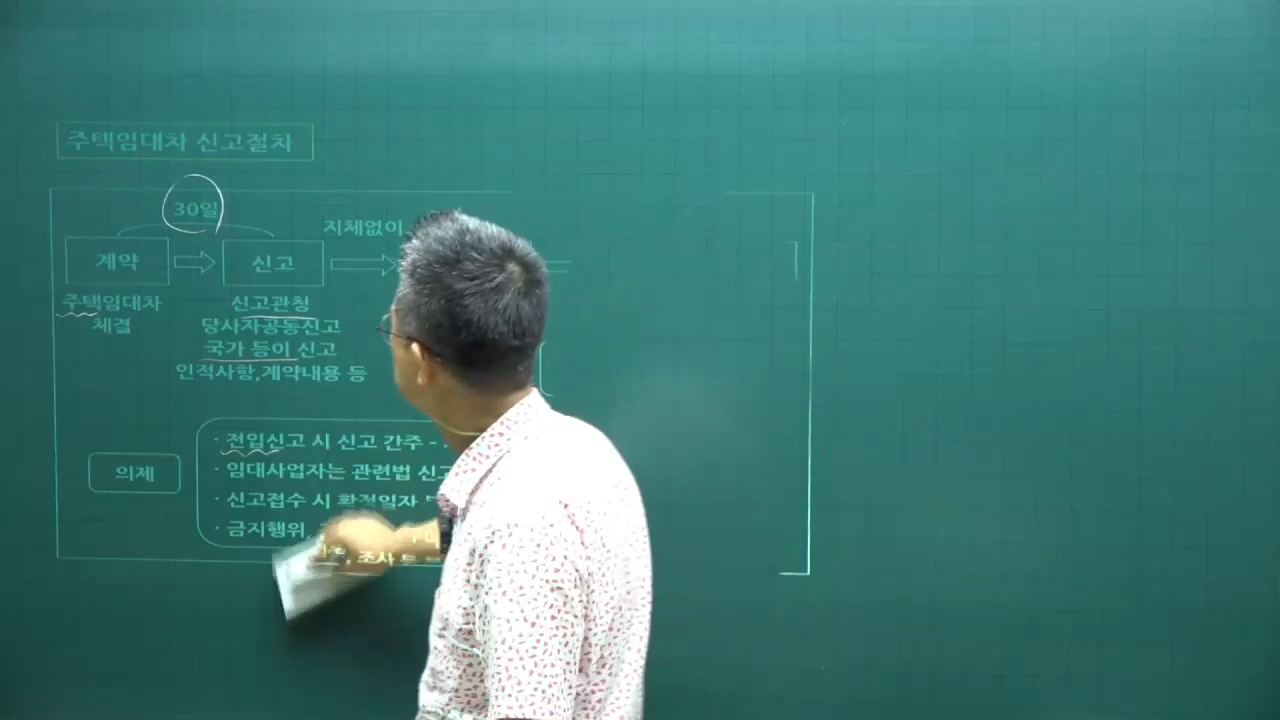 주택임대차 신고절차
30일
지체없이
계약
신고
주택임대차
체결
신고관청
당사자공동신고
국가 등이 신고
인적사항,계약내용 등
의제
· 전입신고 시 신고 간주 -
· 임대사업자는 관련법 신고
· 신고접수 시 확정일자
· 금지행위,
조사 등